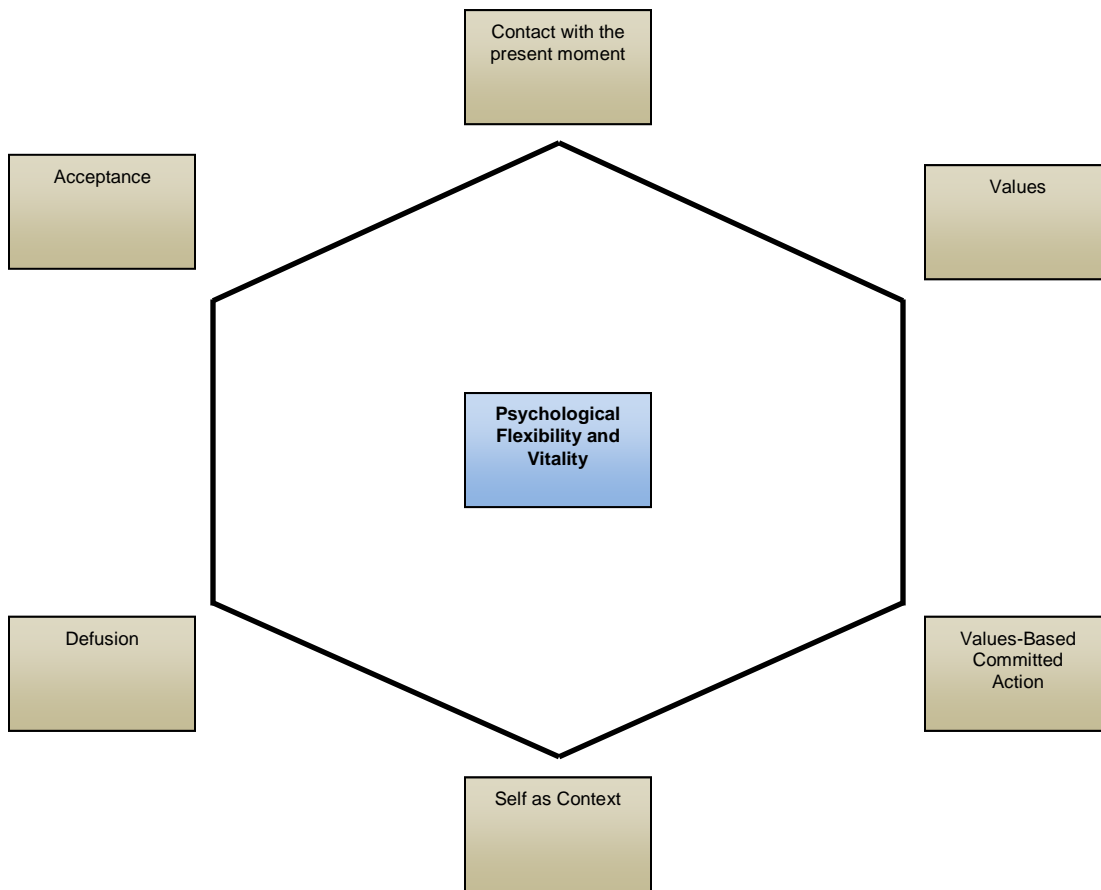 Contact with the
present moment
Acceptance
Values
Psychological
Flexibility and
Vitality
Defusion
Values-Based
Committed
Action
Self as Context